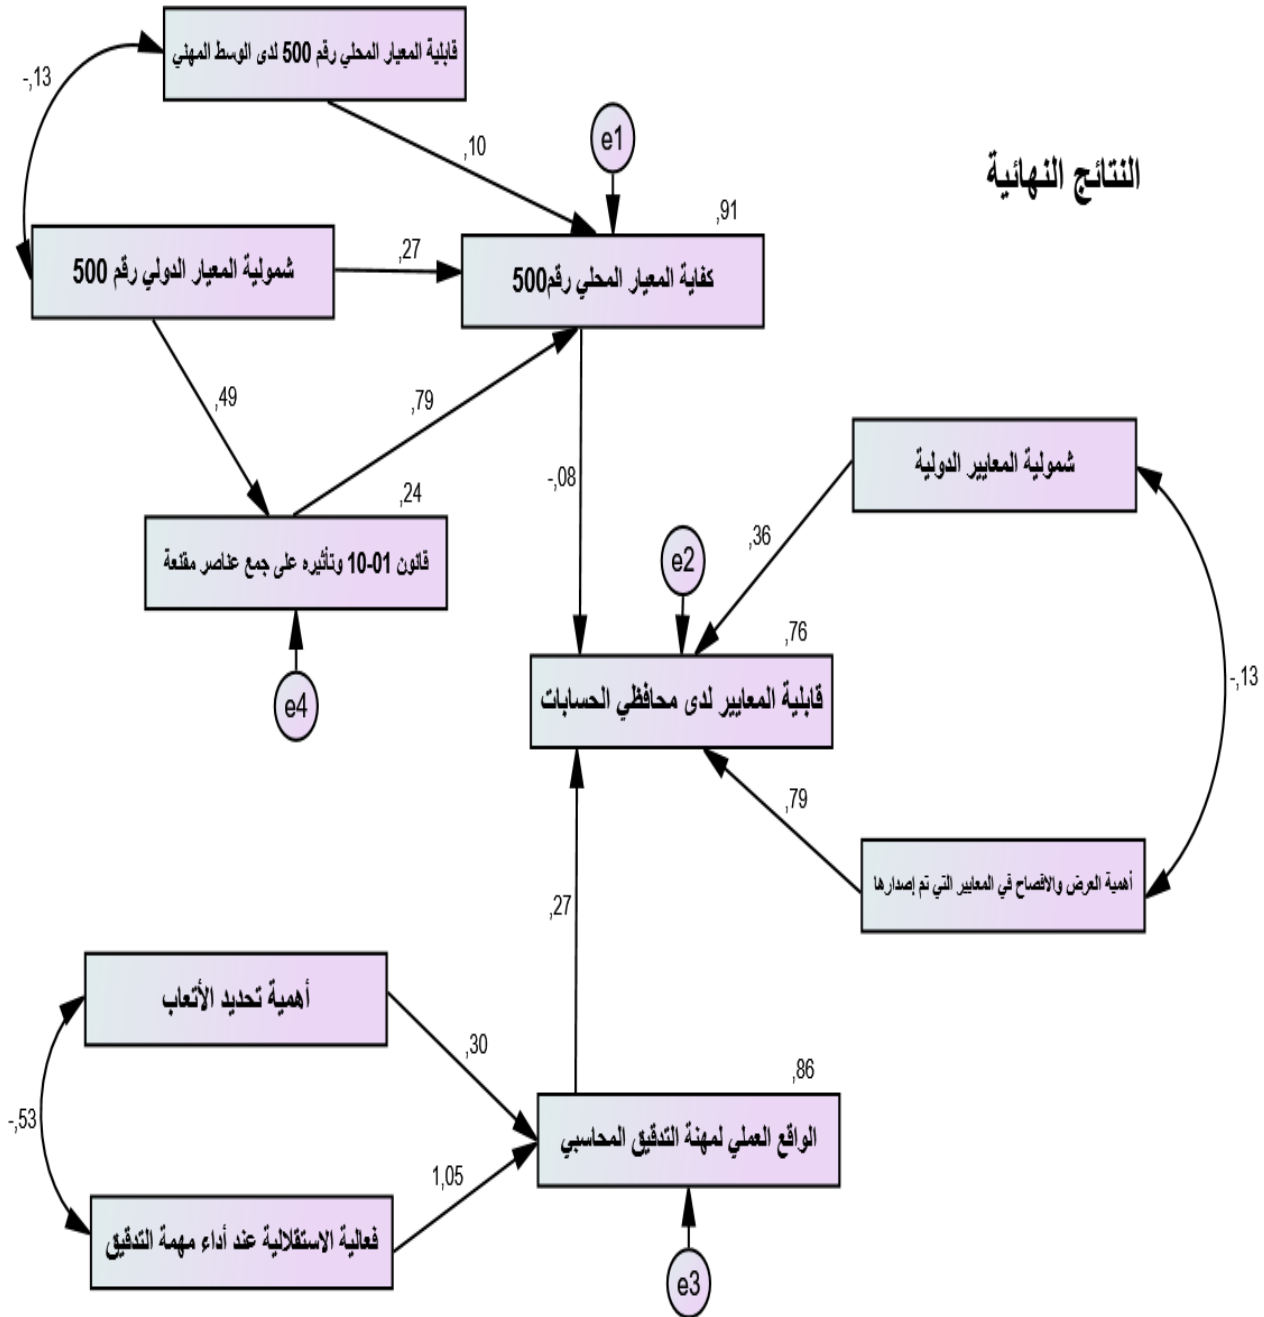 قابلية المعيار المحلي رقم 500 لدى الوسط المهني
-,13
,10
e1
النتائج النهائية
,91
شمولية المعيار الدولي رقم 500
,27
كفاية المعيار المحلي رقم500
,49
,79
-,08
شمولية المعايير الدولية
,24
قانون 01-10 وتأثيره على جمع عناصر مقنعة
,36
e2
,76
e4
قابلية المعايير لدى محافظي الحسابات
-,13
,79
أهمية العرض والافصاح في المعايير التي تم إصدارها
,27
أهمية تحديد الأتعاب
,30
,86
-,53
الواقع العملي لمهنة التدقيق المحاسبي
1,05
فعالية الاستقلالية عند أداء مهمة التدقيق
e3